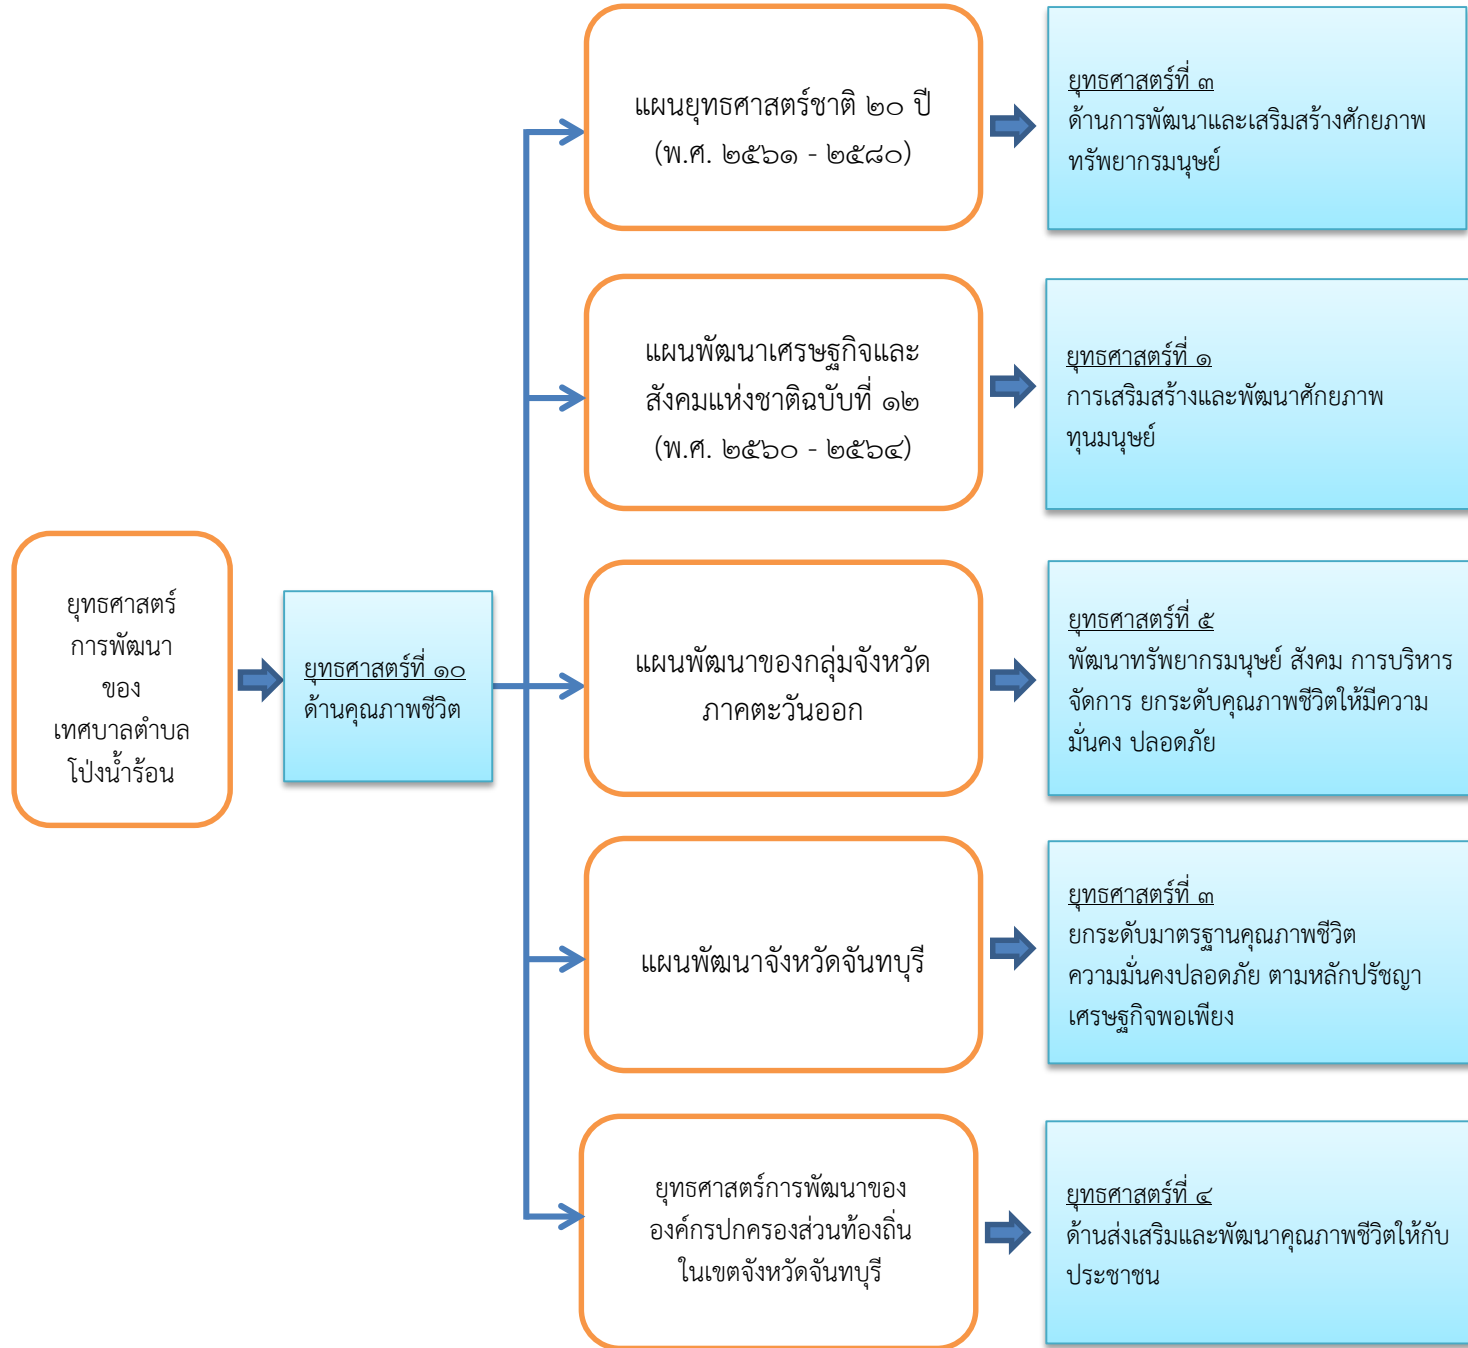 ยุทธศาสตร์
การพัฒนา
ของ
เทศบาลตำบล
โป่งน้ำร้อน
ยุทธศาสตร์ที่ ๑๐
ด้านคุณภาพชีวิต
แผนยุทธศาสตร์ชาติ ๒๐ ปี
(พ.ศ. ๒๕๖๑ - ๒๕๘๐)
ยุทธศาสตร์ที่ ๓
ด้านการพัฒนาและเสริมสร้างศักยภาพ
ทรัพยากรมนุษย์
แผนพัฒนาเศรษฐกิจและ
สังคมแห่งชาติฉบับที่ ๑๒
(พ.ศ. ๒๕๖๐ - ๒๕๖๔)
ยุทธศาสตร์ที่ ๑
การเสริมสร้างและพัฒนาศักยภาพ
ทุนมนุษย์
แผนพัฒนาของกลุ่มจังหวัด
ภาคตะวันออก
ยุทธศาสตร์ที่ ๕
พัฒนาทรัพยากรมนุษย์ สังคม การบริหาร
จัดการ ยกระดับคุณภาพชีวิตให้มีความ
มั่นคง ปลอดภัย
แผนพัฒนาจังหวัดจันทบุรี
ยุทธศาสตร์ที่ ๓
ยกระดับมาตรฐานคุณภาพชีวิต
ความมั่นคงปลอดภัย ตามหลักปรัชญา
เศรษฐกิจพอเพียง
ยุทธศาสตร์การพัฒนาของ
องค์กรปกครองส่วนท้องถิ่น
ในเขตจังหวัดจันทบุรี
ยุทธศาสตร์ที่ ๔
ด้านส่งเสริมและพัฒนาคุณภาพชีวิตให้กับ
ประชาชน